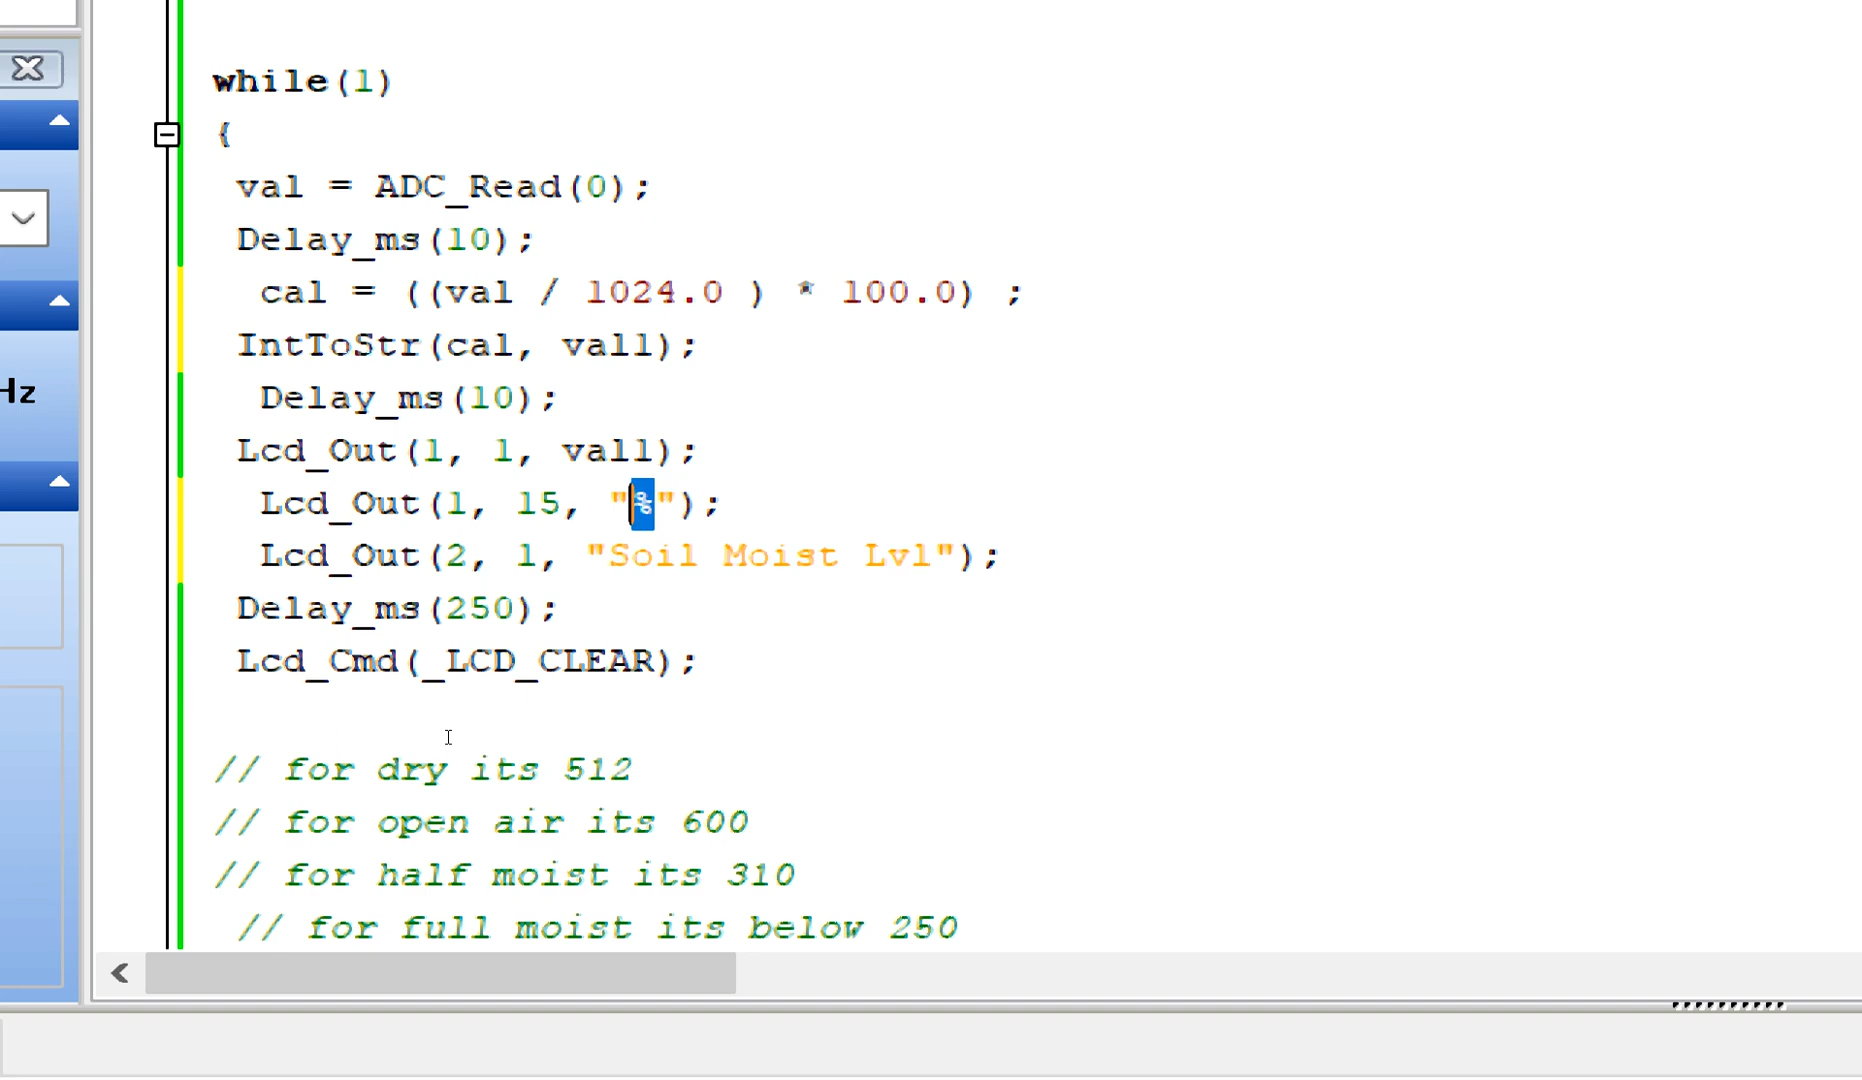 while(1)
{
val = ADC_Read(0);
Delay_ms(10);
cal = ((val / 1024.0 ) * 100.0) ;
IntToStr(cal, val1);
Hz
Delay_ms(10);
Lcd_Out(1, 1, val1);
Lcd_Out(1, 15, "%");
Lcd_Out(2, 1, "Soil Moist Lvl");
Delay_ms(250);
Lcd_Cmd(_LCD_CLEAR);
// for dry its 512
// for open air its 600
// for half moist its 310
// for full moist its below 250